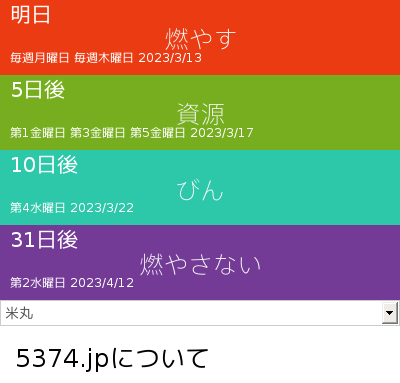 明日
燃やす
毎週月曜日 毎週木曜日 2023/3/13
5日後
資源
第1金曜日 第3金曜日 第5金曜日 2023/3/17
10日後
びん
第4水曜日 2023/3/22
31日後
燃やさない
第2水曜日 2023/4/12
米丸
5374.jpについて